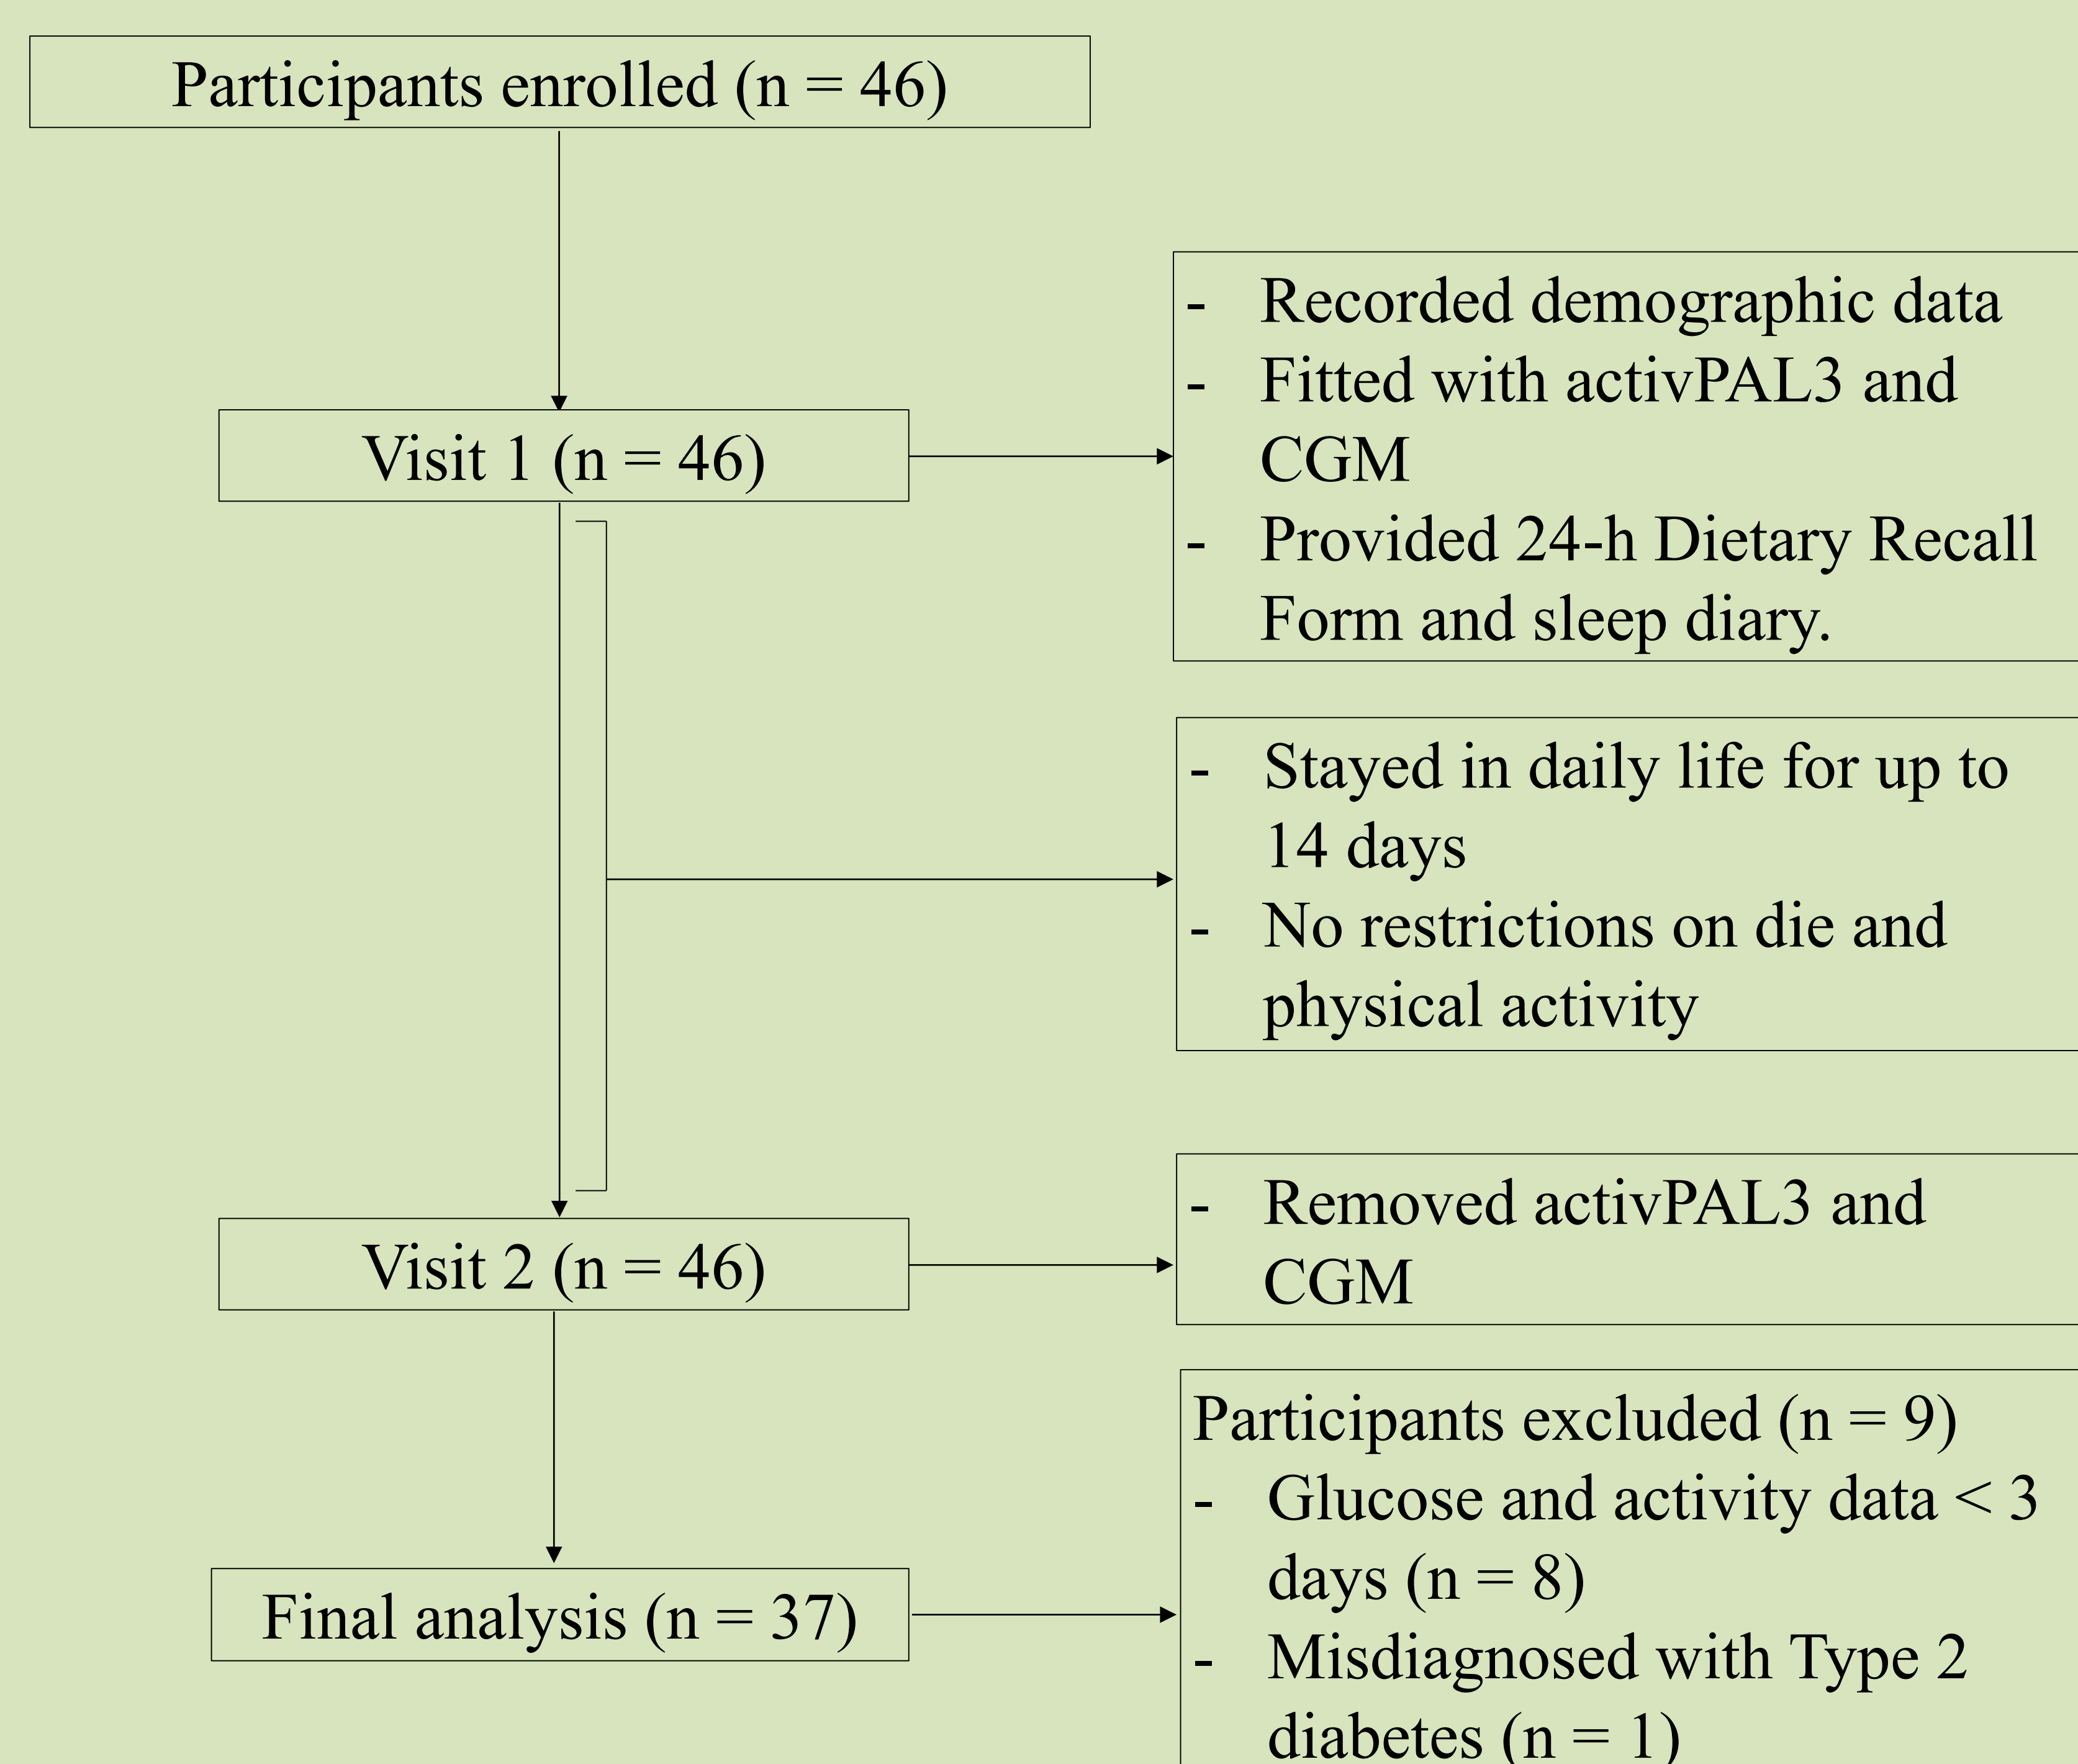 Participants enrolled (n = 46)
Visit 1 (n = 46)
- Recorded demographic data
- Fitted with activPAL3 and
CGM
- Provided 24-h Dietary Recall
Form and sleep diary.
- Stayed in daily life for up to
14 days
- No restrictions on die and
physical activity
Visit 2 (n = 46)
- Removed activPAL3 and
CGM
Final analysis (n = 37)
Participants excluded (n = 9)
- Glucose and activity data < 3
days (n = 8)
- Misdiagnosed with Type 2
diabetes (n = 1)